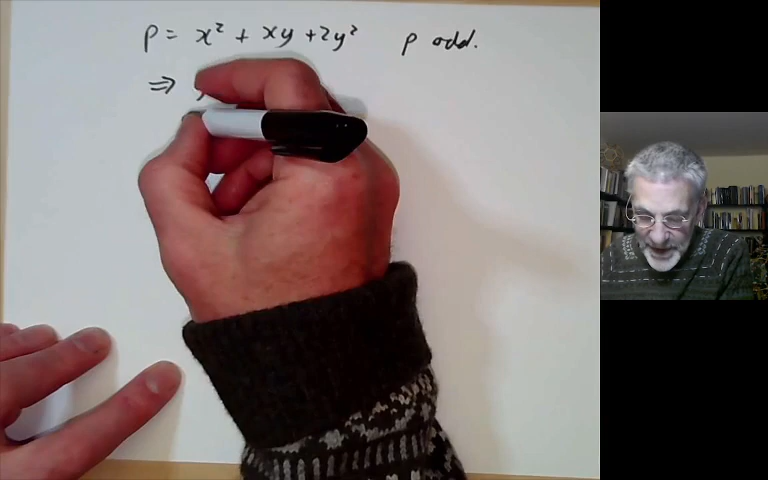 p = x² + xy + 2y² p odd.
⇒